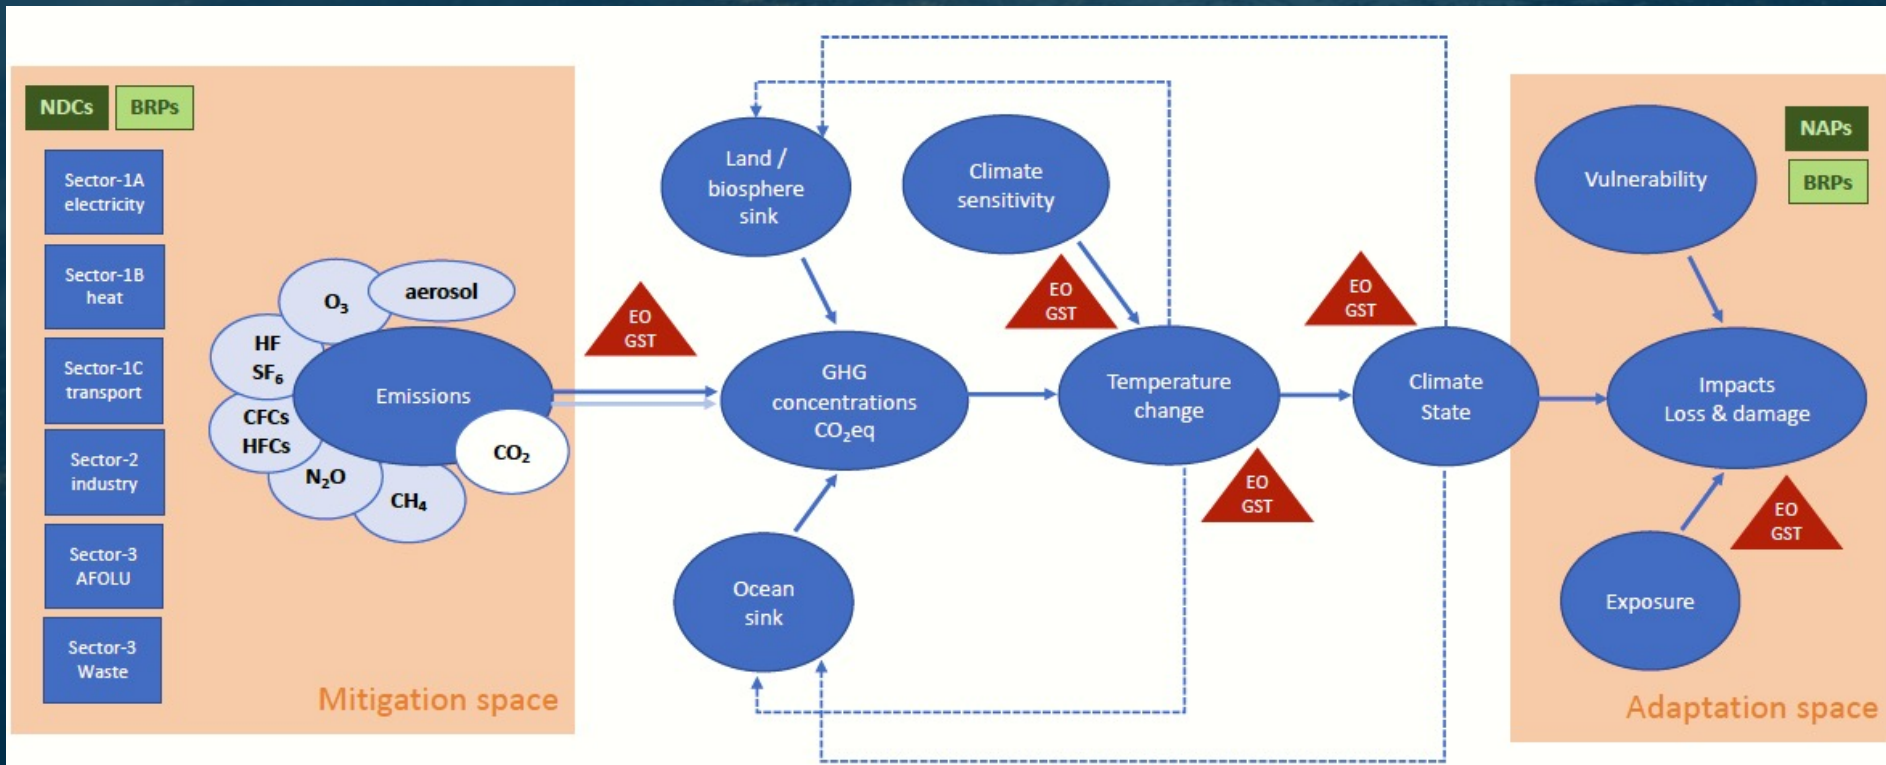 NDCs
BRPs
Sector-1A
electricity
Sector-1B
heat
Sector-1C
transport
Sector-2
industry
Sector-3
AFOLU
Sector-3
Waste
O₃
aerosol
HF
SF₆
CFCs
HFCs
N₂O
CH₄
CO₂
Emissions
Mitigation space
EO
GST
Land /
biosphere
sink
Climate
sensitivity
GHG
concentrations
CO₂eq
Ocean
sink
EO
GST
Temperature
change
EO
GST
EO
GST
Climate
State
Vulnerability
NAPs
BRPs
Impacts
Loss & damage
EO
GST
Exposure
Adaptation space